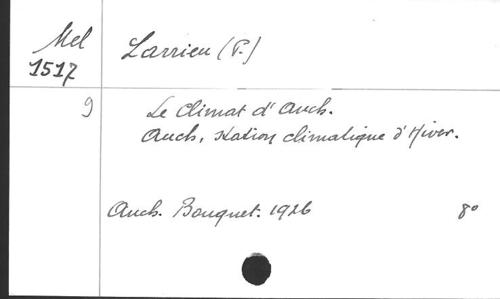 Mel
1517
Larrieu (P.)
9
Le Climat d'Auch.
Auch, station climatique d'Hiver.
Auch. Bouquet. 1926
8°